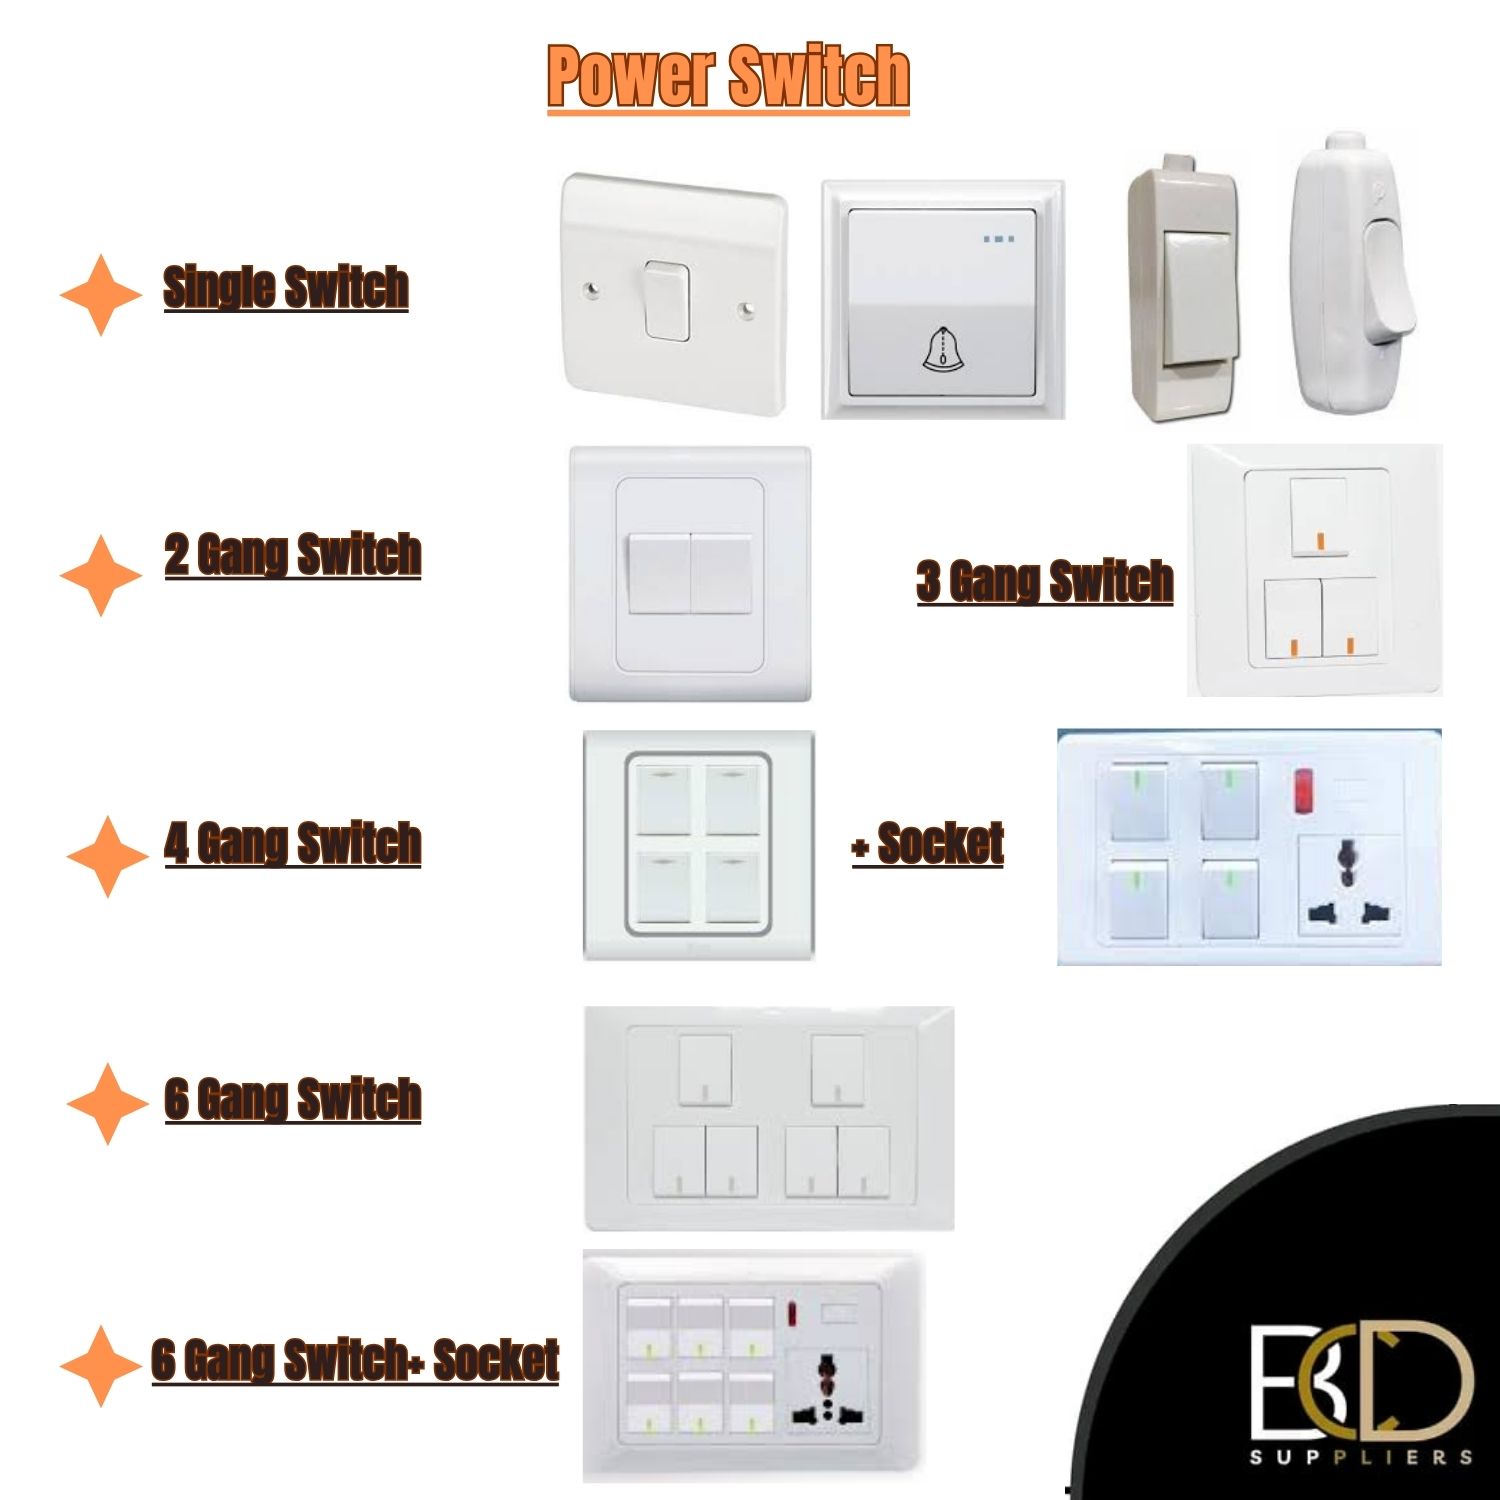 Power Switch
Single Switch
2 Gang Switch
3 Gang Switch
4 Gang Switch
+ Socket
6 Gang Switch
6 Gang Switch+ Socket
BCD
SUPPLIERS